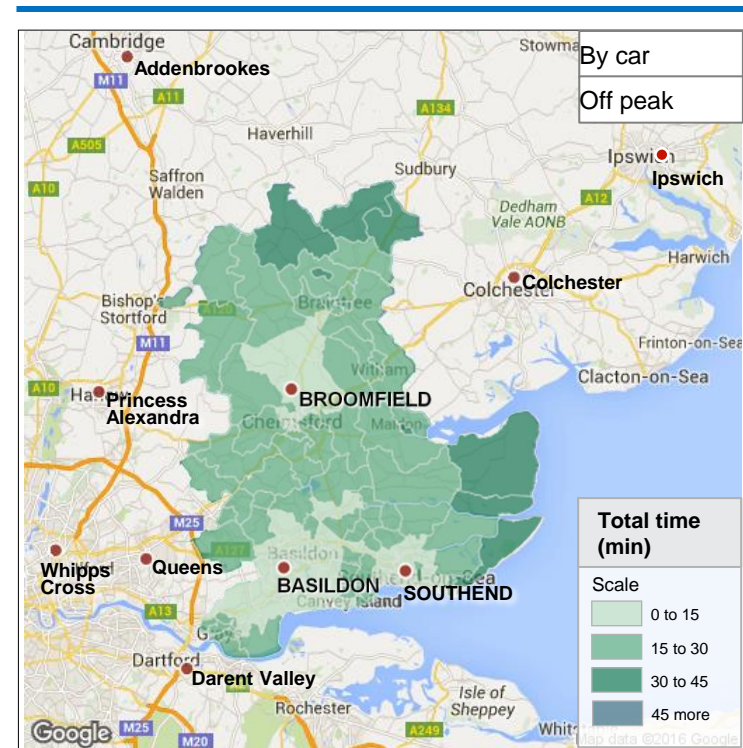 Cambridge
Addenbrookes
M11
A11
Stowma
By car
Off peak
A134
Haverhill
A505
Sudbury
Ipswich
Ipswich
A10
Saffron
Walden
A12
Dedham
Vale AONB
Harwich
Colchester
Colchester
Bishop's
Stortford
A120
Braintree
M11
Frinton-on-Sea
Witham
Clacton-on-Sea
A10
Princess
Alexandra
BROOMFIELD
Chelmsford
Maldon
M25
Total time
(min)
A127
Basildon
Whipps
Cross
Queens
BASILDON
SOUTHEND
Canvey Island
Scale
0 to 15
A13
15 to 30
Dartford
Darent Valley
30 to 45
Isle of
Sheppey
Rochester
45 more
Google
M25
M20
A249
Whit
Map data ©2016 Google